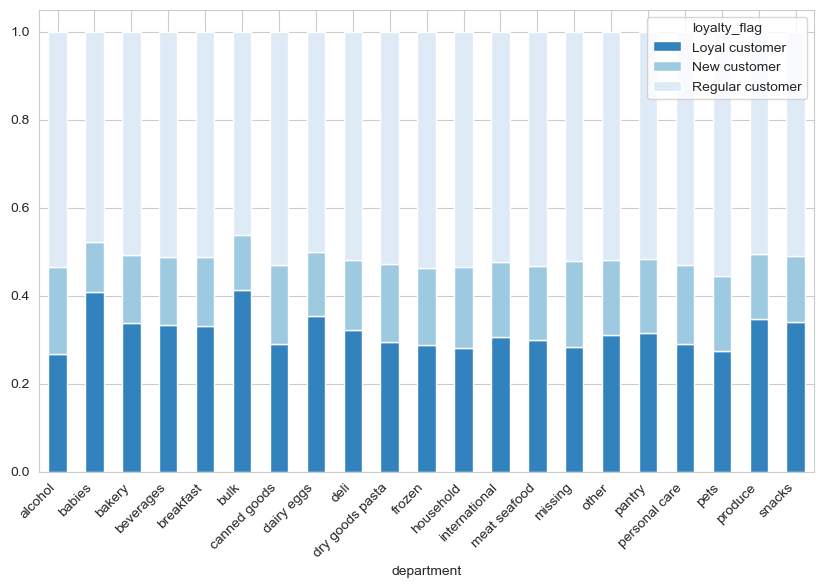 loyalty_flag
Loyal customer
New customer
Regular customer
1.0
0.8
0.6
0.4
0.2
0.0
alcohol
babies
bakery
beverages
breakfast
bulk
canned goods
dairy eggs
deli
dry goods pasta
frozen
household
international
meat seafood
missing
other
pantry
personal care
pets
produce
snacks
department